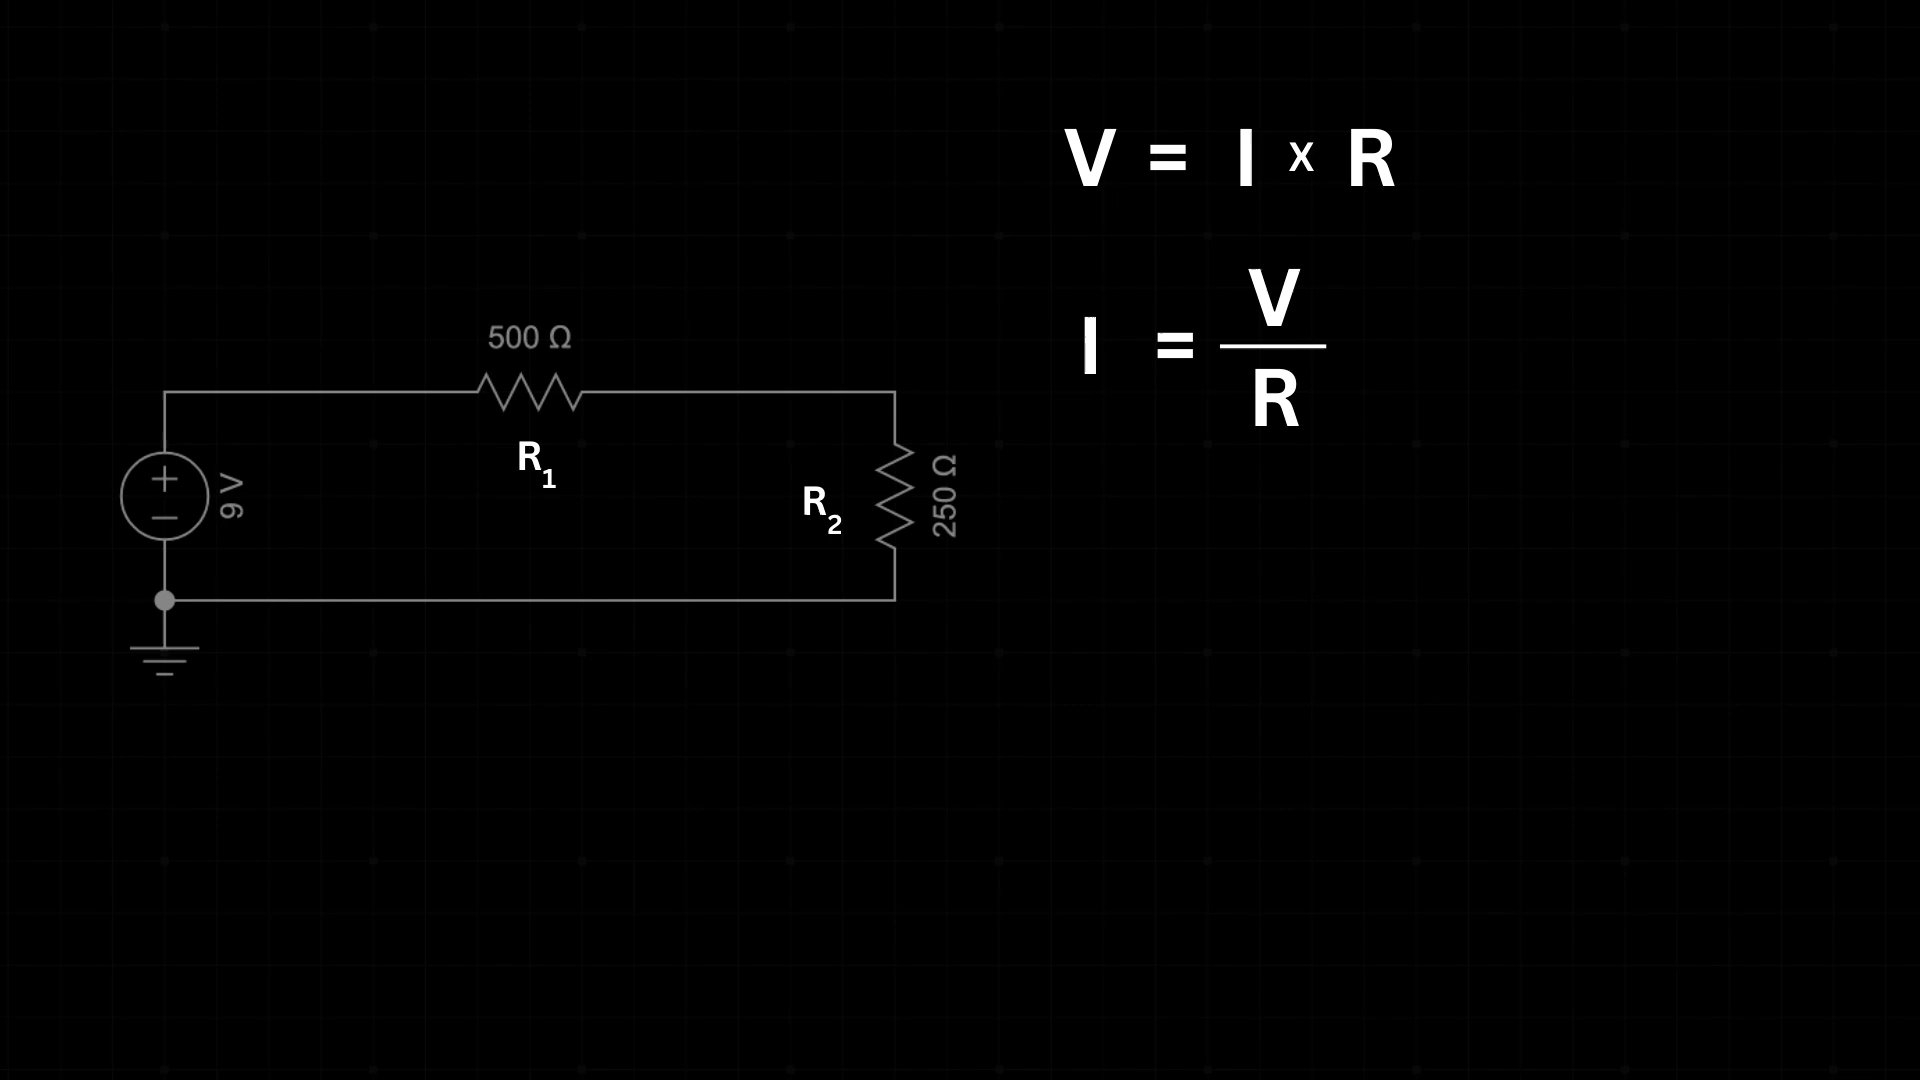 V = I x R
I = V
R
500 Ω
R1
9 V
R2
250 Ω